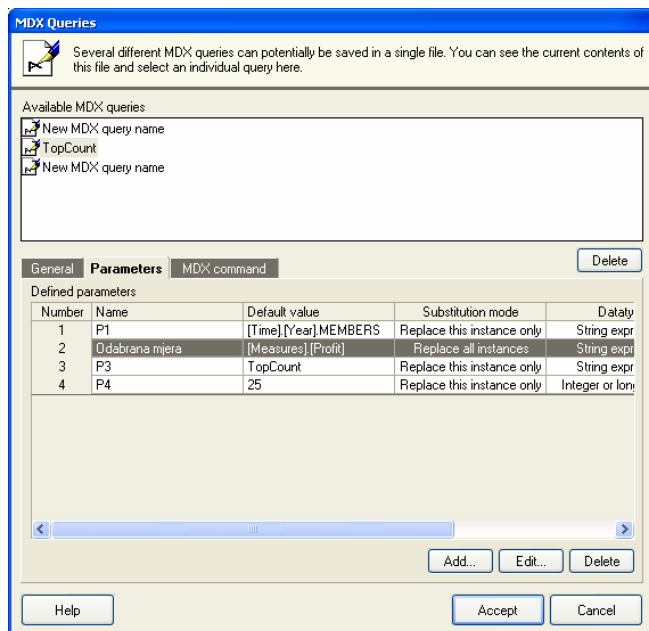 MDX Queries
Several different MDX queries can potentially be saved in a single file. You can see the current contents of
this file and select an individual query here.
Available MDX queries
New MDX query name
TopCount
New MDX query name
Delete
General Parameters MDX command
Defined parameters
Number Name Default value Substitution mode Dataty
1 P1 [Time].[Year].MEMBERS Replace this instance only String expr
2 Odabrana mjera [Measures].[Profit] Replace all instances String expr
3 P3 TopCount Replace this instance only String expr
4 P4 25 Replace this instance only Integer or long
Add... Edit... Delete
Help Accept Cancel